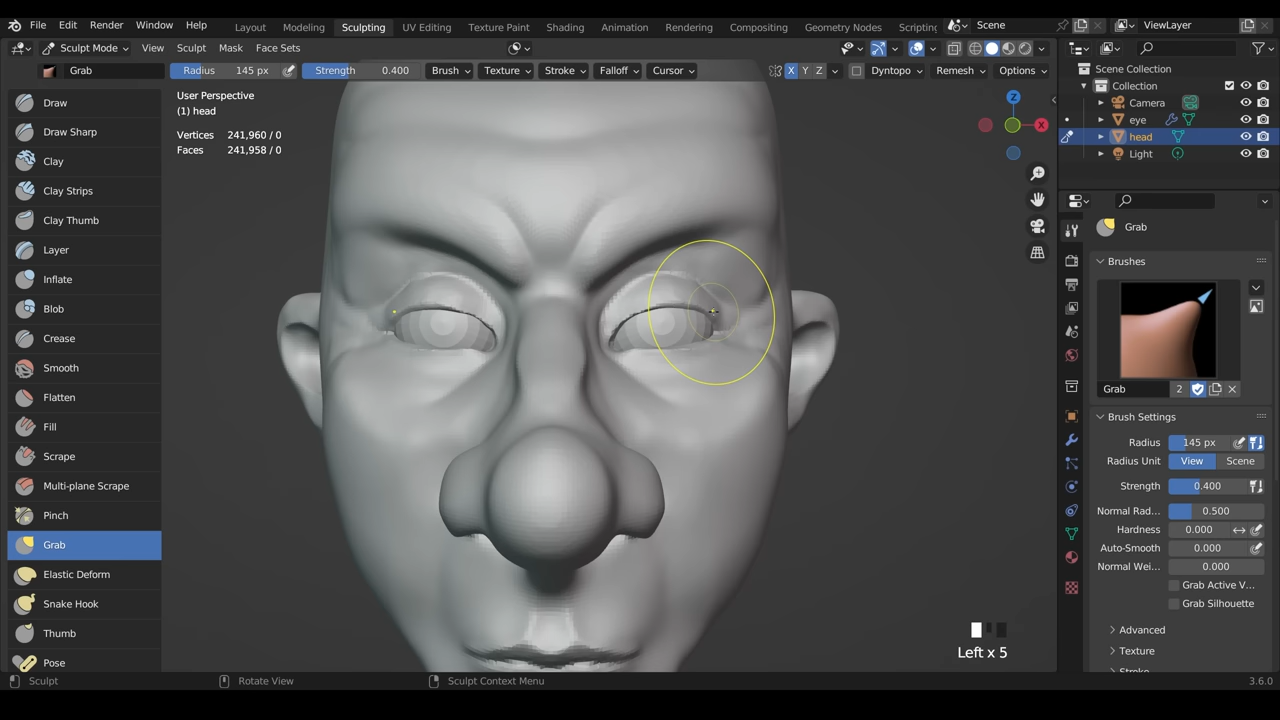 File Edit Render Window Help Layout Modeling Sculpting UV Editing Texture Paint Shading Animation Rendering Compositing Geometry Nodes Scripting Scene ViewLayer
Sculpt Mode View Sculpt Mask Face Sets
Grab Radius 145 px Strength 0.400 Brush Texture Stroke Falloff Cursor X Y Z Dyntopo Remesh Options
User Perspective
(1) head
Vertices 241,960 / 0
Faces 241,958 / 0
Z
X
Draw
Draw Sharp
Clay
Clay Strips
Clay Thumb
Layer
Inflate
Blob
Crease
Smooth
Flatten
Fill
Scrape
Multi-plane Scrape
Pinch
Grab
Elastic Deform
Snake Hook
Thumb
Pose
Left x 5
Scene Collection
Collection
Camera
eye
head
Light
Grab
Brushes
Grab 2
Brush Settings
Radius 145 px
Radius Unit View Scene
Strength 0.400
Normal Rad... 0.500
Hardness 0.000
Auto-Smooth 0.000
Normal Wei... 0.000
Grab Active V...
Grab Silhouette
Advanced
Texture
Stroke
Sculpt Rotate View Sculpt Context Menu 3.6.0